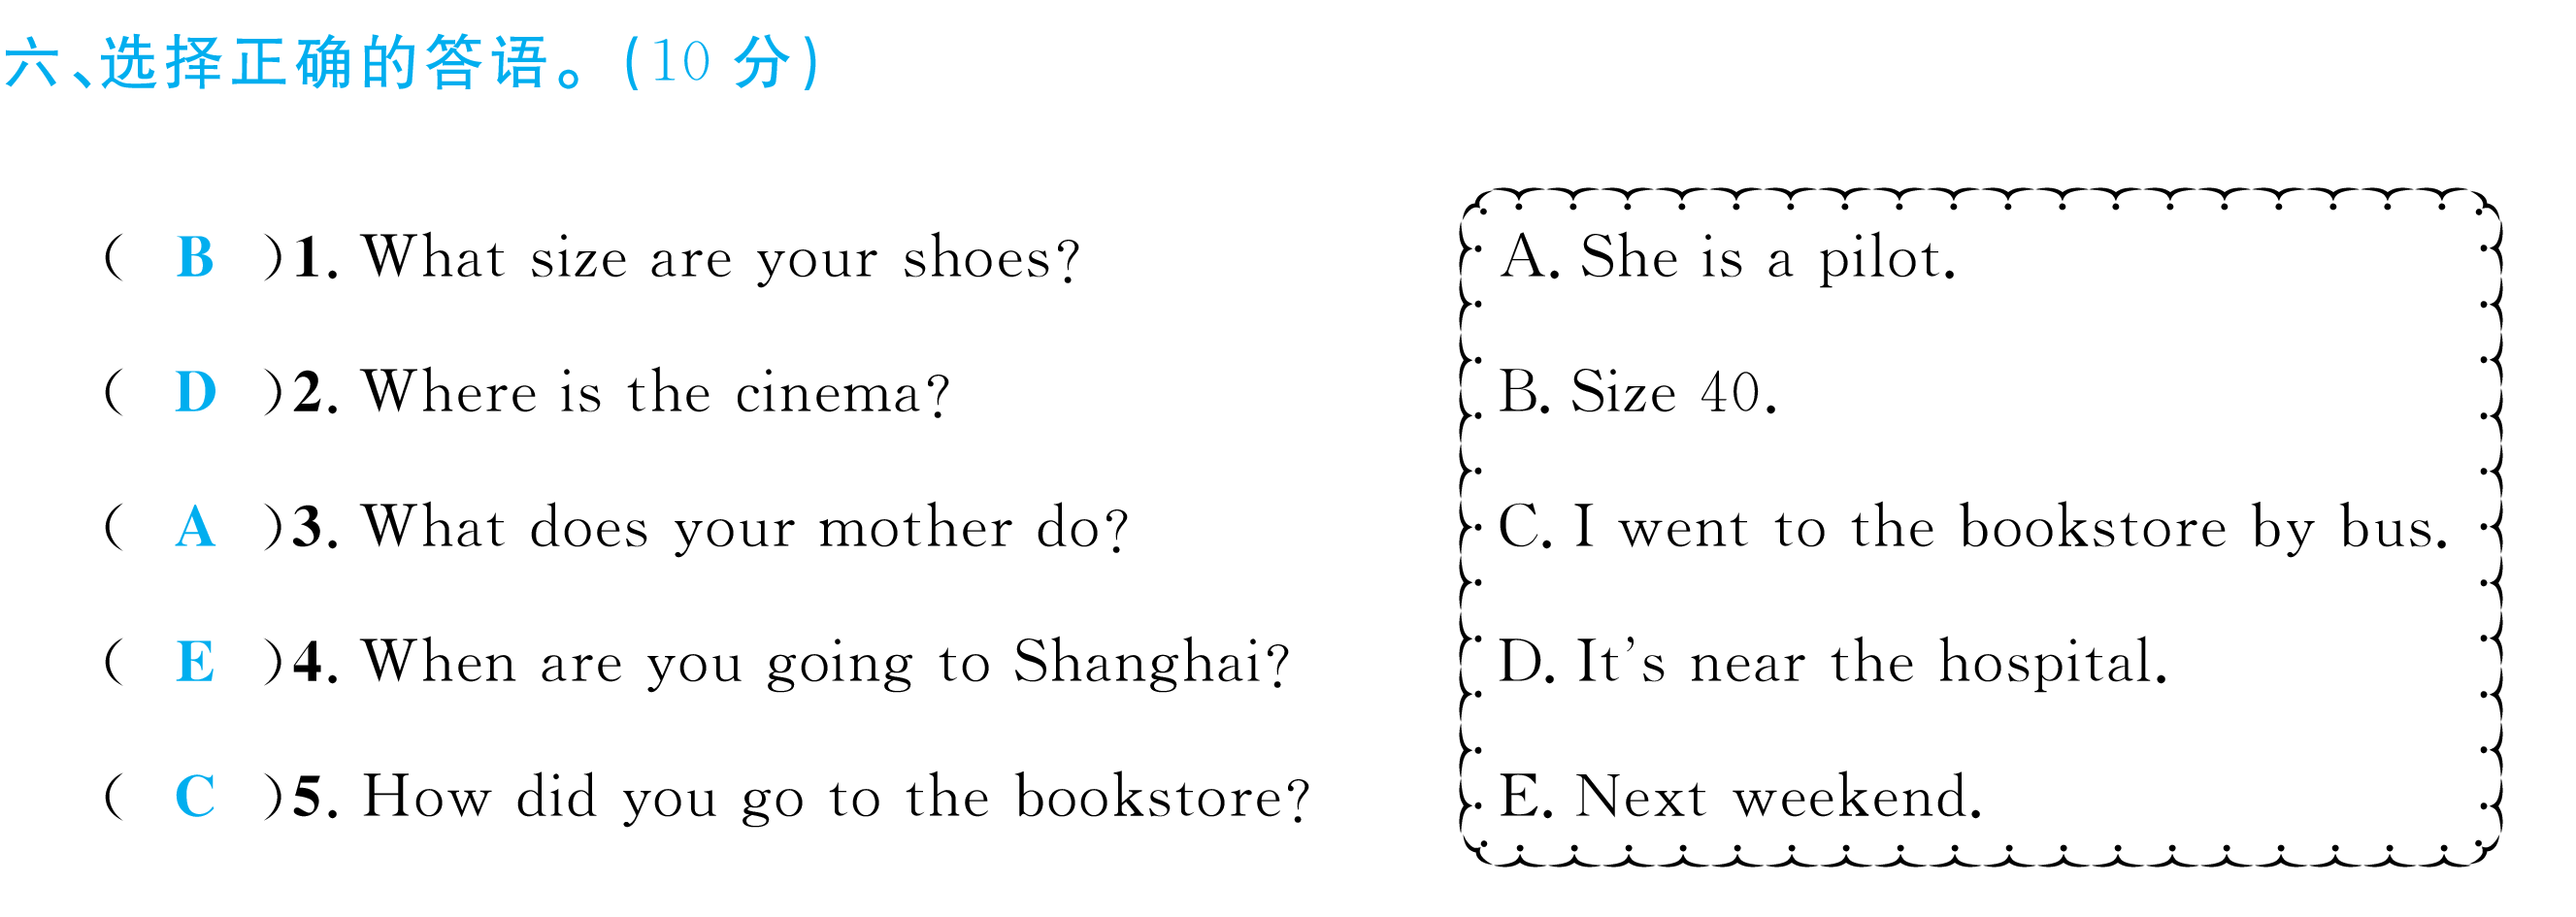 六、选择正确的答语。(10 分)
( B )1. What size are your shoes?
( D )2. Where is the cinema?
( A )3. What does your mother do?
( E )4. When are you going to Shanghai?
( C )5. How did you go to the bookstore?
A. She is a pilot.
B. Size 40.
C. I went to the bookstore by bus.
D. It's near the hospital.
E. Next weekend.